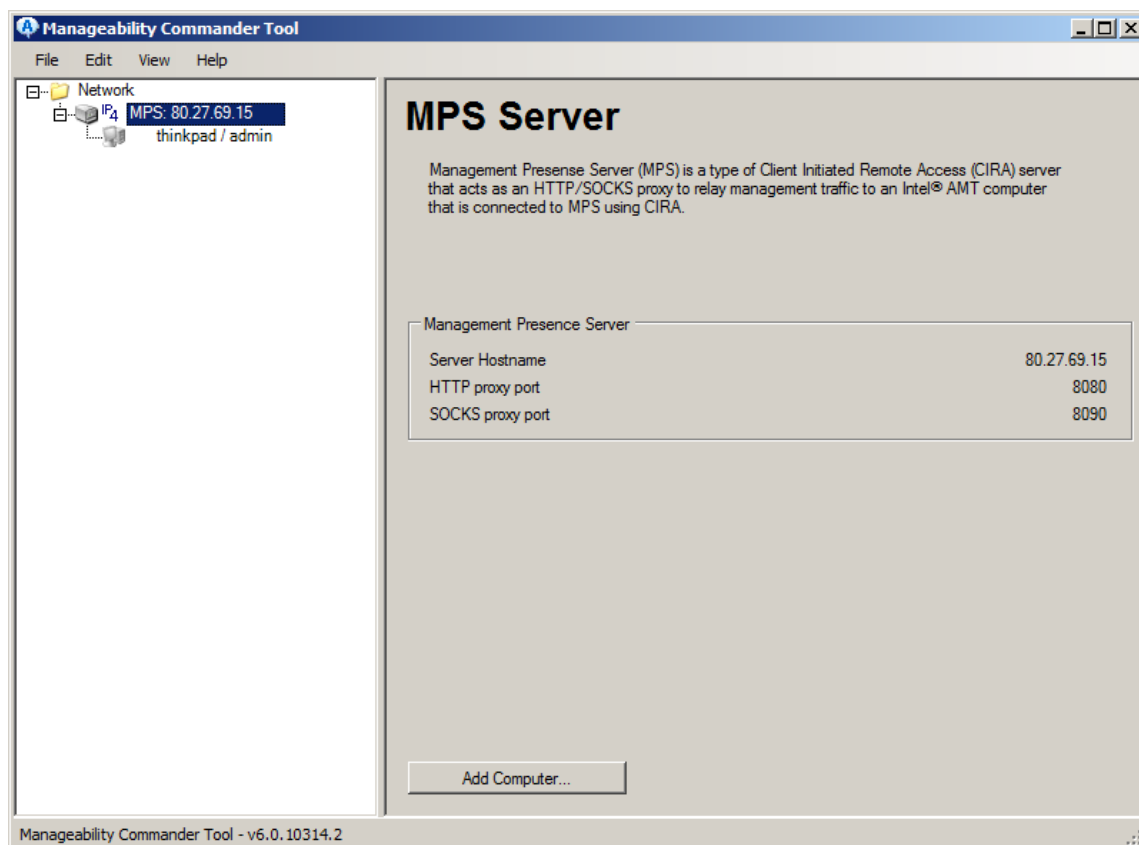 Manageability Commander Tool
File Edit View Help
Network
IP4 MPS: 80.27.69.15
thinkpad / admin
MPS Server
Management Presense Server (MPS) is a type of Client Initiated Remote Access (CIRA) server
that acts as an HTTP/SOCKS proxy to relay management traffic to an Intel® AMT computer
that is connected to MPS using CIRA.
Management Presence Server
Server Hostname 80.27.69.15
HTTP proxy port 8080
SOCKS proxy port 8090
Add Computer...
Manageability Commander Tool - v6.0.10314.2